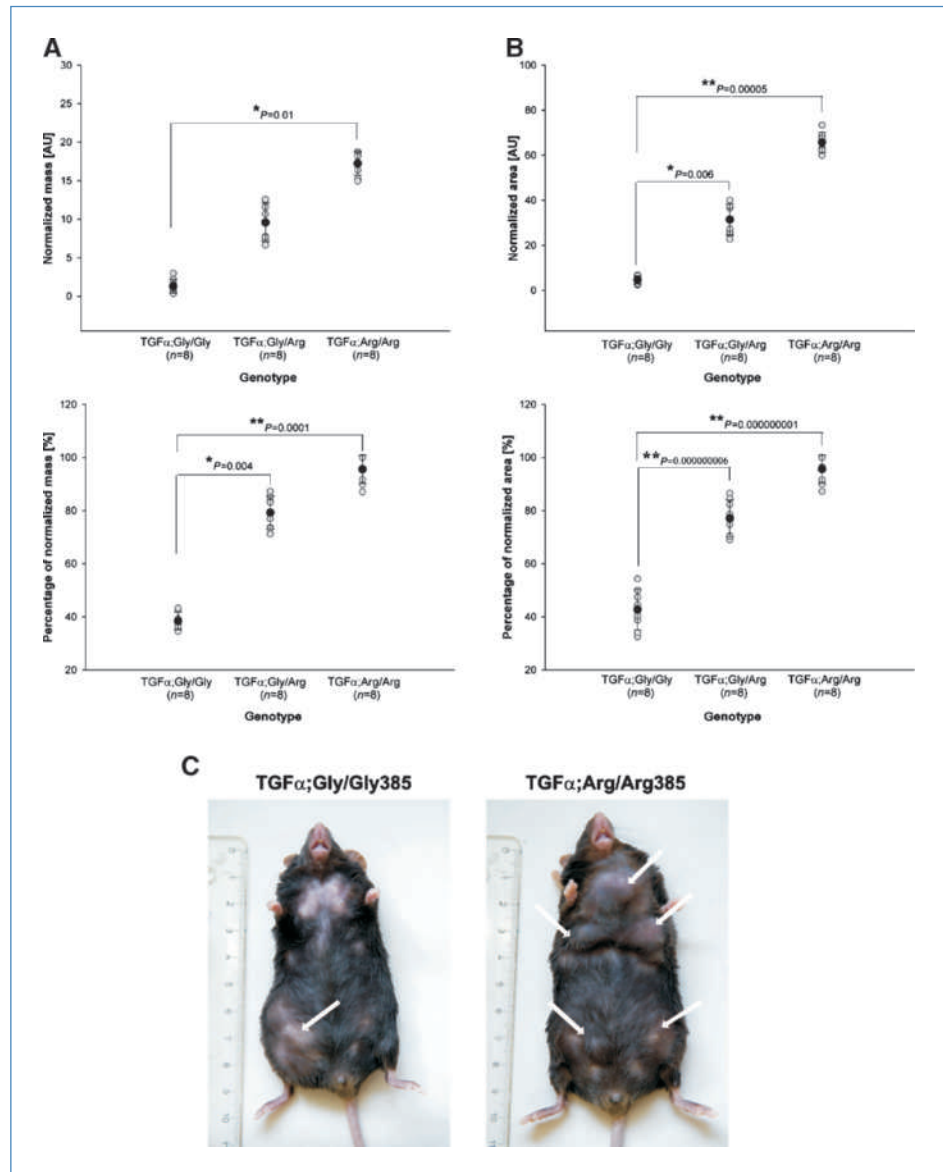 A
Normalized mass [AU]
30
25
20
15
10
5
0
*P=0.01
TGFα;Gly/Gly TGFα;Gly/Arg TGFα;Arg/Arg
(n=8) (n=8) (n=8)
Genotype
B
Normalized area [AU]
100
80
60
40
20
0
**P=0.00005
*P=0.006
TGFα;Gly/Gly TGFα;Gly/Arg TGFα;Arg/Arg
(n=8) (n=8) (n=8)
Genotype
Percentage of normalized mass [%]
120
100
80
60
40
20
**P=0.0001
*P=0.004
TGFα;Gly/Gly TGFα;Gly/Arg TGFα;Arg/Arg
(n=8) (n=8) (n=8)
Genotype
Percentage of normalized area [%]
120
100
80
60
40
20
**P=0.000000001
**P=0.000000006
TGFα;Gly/Gly TGFα;Gly/Arg TGFα;Arg/Arg
(n=8) (n=8) (n=8)
Genotype
C
TGFα;Gly/Gly385
TGFα;Arg/Arg385